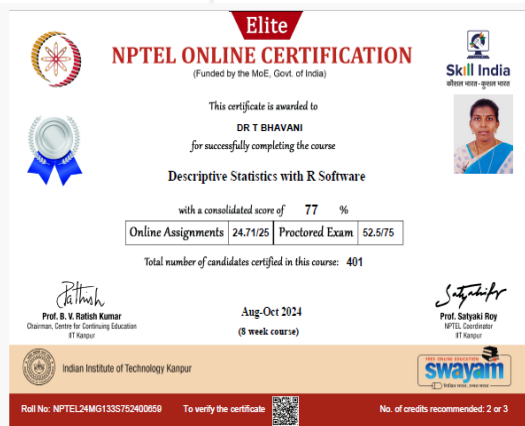 Elite
NPTEL ONLINE CERTIFICATION
(Funded by the MoE, Govt. of India)
Skill India
कौशल भारत - कुशल भारत
This certificate is awarded to
DR T BHAVANI
for successfully completing the course
Descriptive Statistics with R Software
with a consolidated score of 77 %
Online Assignments 24.71/25 Proctored Exam 52.5/75
Total number of candidates certified in this course: 401
Prof. B. V. Ratish Kumar
Chairman, Centre for Continuing Education
IIT Kanpur
Aug-Oct 2024
(8 week course)
Prof. Satyaki Roy
NPTEL Coordinator
IIT Kanpur
Indian Institute of Technology Kanpur
FREE ONLINE EDUCATION
swayam
शिक्षित भारत, उन्नत भारत
Roll No: NPTEL24MG133S752400659 To verify the certificate No. of credits recommended: 2 or 3